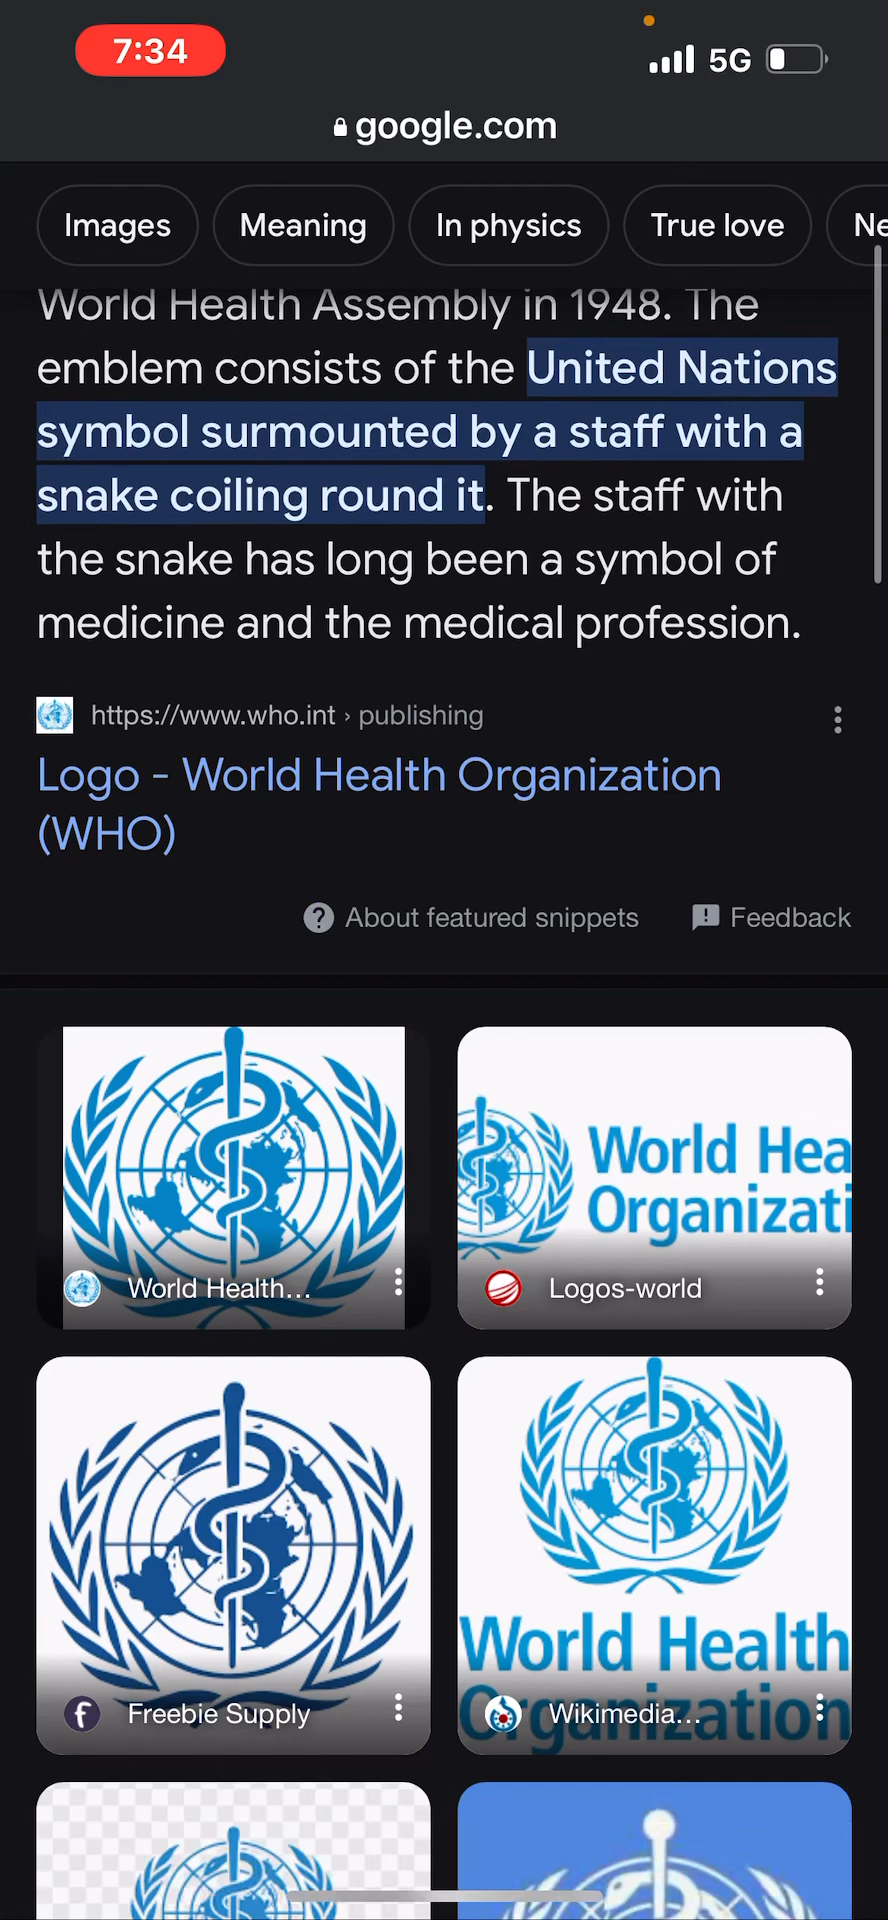 7:34
5G
google.com
Images Meaning In physics True love Ne
World Health Assembly in 1948. The
emblem consists of the United Nations
symbol surmounted by a staff with a
snake coiling round it. The staff with
the snake has long been a symbol of
medicine and the medical profession.
https://www.who.int › publishing
Logo - World Health Organization
(WHO)
About featured snippets Feedback
World Hea
Organizati
World Health...
Logos-world
World Health
Organization
Freebie Supply
Wikimedia...